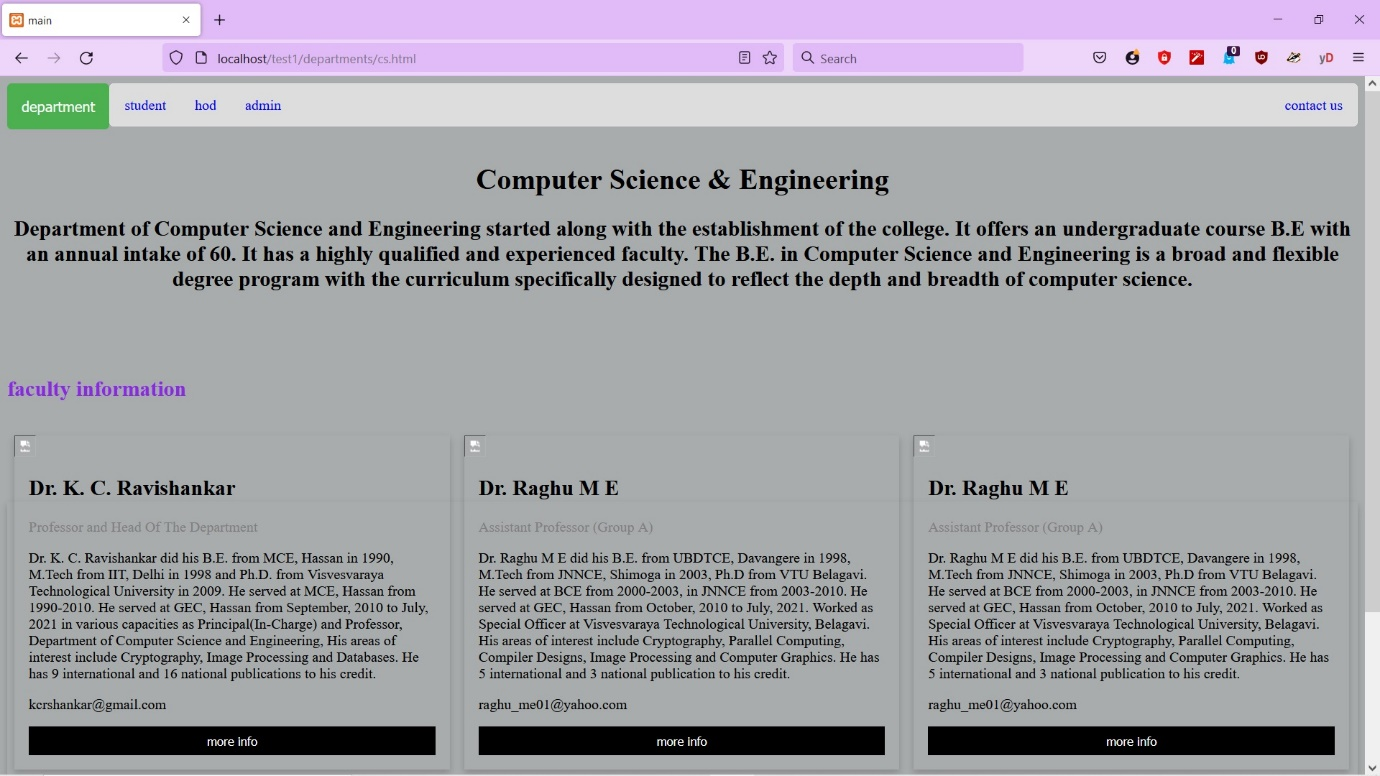 main
localhost/test1/departments/cs.html
Search
0
yD
department student hod admin contact us
Computer Science & Engineering
Department of Computer Science and Engineering started along with the establishment of the college. It offers an undergraduate course B.E with
an annual intake of 60. It has a highly qualified and experienced faculty. The B.E. in Computer Science and Engineering is a broad and flexible
degree program with the curriculum specifically designed to reflect the depth and breadth of computer science.
faculty information
Dr. K. C. Ravishankar
Professor and Head Of The Department
Dr. K. C. Ravishankar did his B.E. from MCE, Hassan in 1990,
M.Tech from IIT, Delhi in 1998 and Ph.D. from Visvesvaraya
Technological University in 2009. He served at MCE, Hassan from
1990-2010. He served at GEC, Hassan from September, 2010 to July,
2021 in various capacities as Principal(In-Charge) and Professor,
Department of Computer Science and Engineering, His areas of
interest include Cryptography, Image Processing and Databases. He
has 9 international and 16 national publications to his credit.
kcrshankar@gmail.com
more info
Dr. Raghu M E
Assistant Professor (Group A)
Dr. Raghu M E did his B.E. from UBDTCE, Davangere in 1998,
M.Tech from JNNCE, Shimoga in 2003, Ph.D from VTU Belagavi.
He served at BCE from 2000-2003, in JNNCE from 2003-2010. He
served at GEC, Hassan from October, 2010 to July, 2021. Worked as
Special Officer at Visvesvaraya Technological University, Belagavi.
His areas of interest include Cryptography, Parallel Computing,
Compiler Designs, Image Processing and Computer Graphics. He has
5 international and 3 national publication to his credit.
raghu_me01@yahoo.com
more info
Dr. Raghu M E
Assistant Professor (Group A)
Dr. Raghu M E did his B.E. from UBDTCE, Davangere in 1998,
M.Tech from JNNCE, Shimoga in 2003, Ph.D from VTU Belagavi.
He served at BCE from 2000-2003, in JNNCE from 2003-2010. He
served at GEC, Hassan from October, 2010 to July, 2021. Worked as
Special Officer at Visvesvaraya Technological University, Belagavi.
His areas of interest include Cryptography, Parallel Computing,
Compiler Designs, Image Processing and Computer Graphics. He has
5 international and 3 national publication to his credit.
raghu_me01@yahoo.com
more info